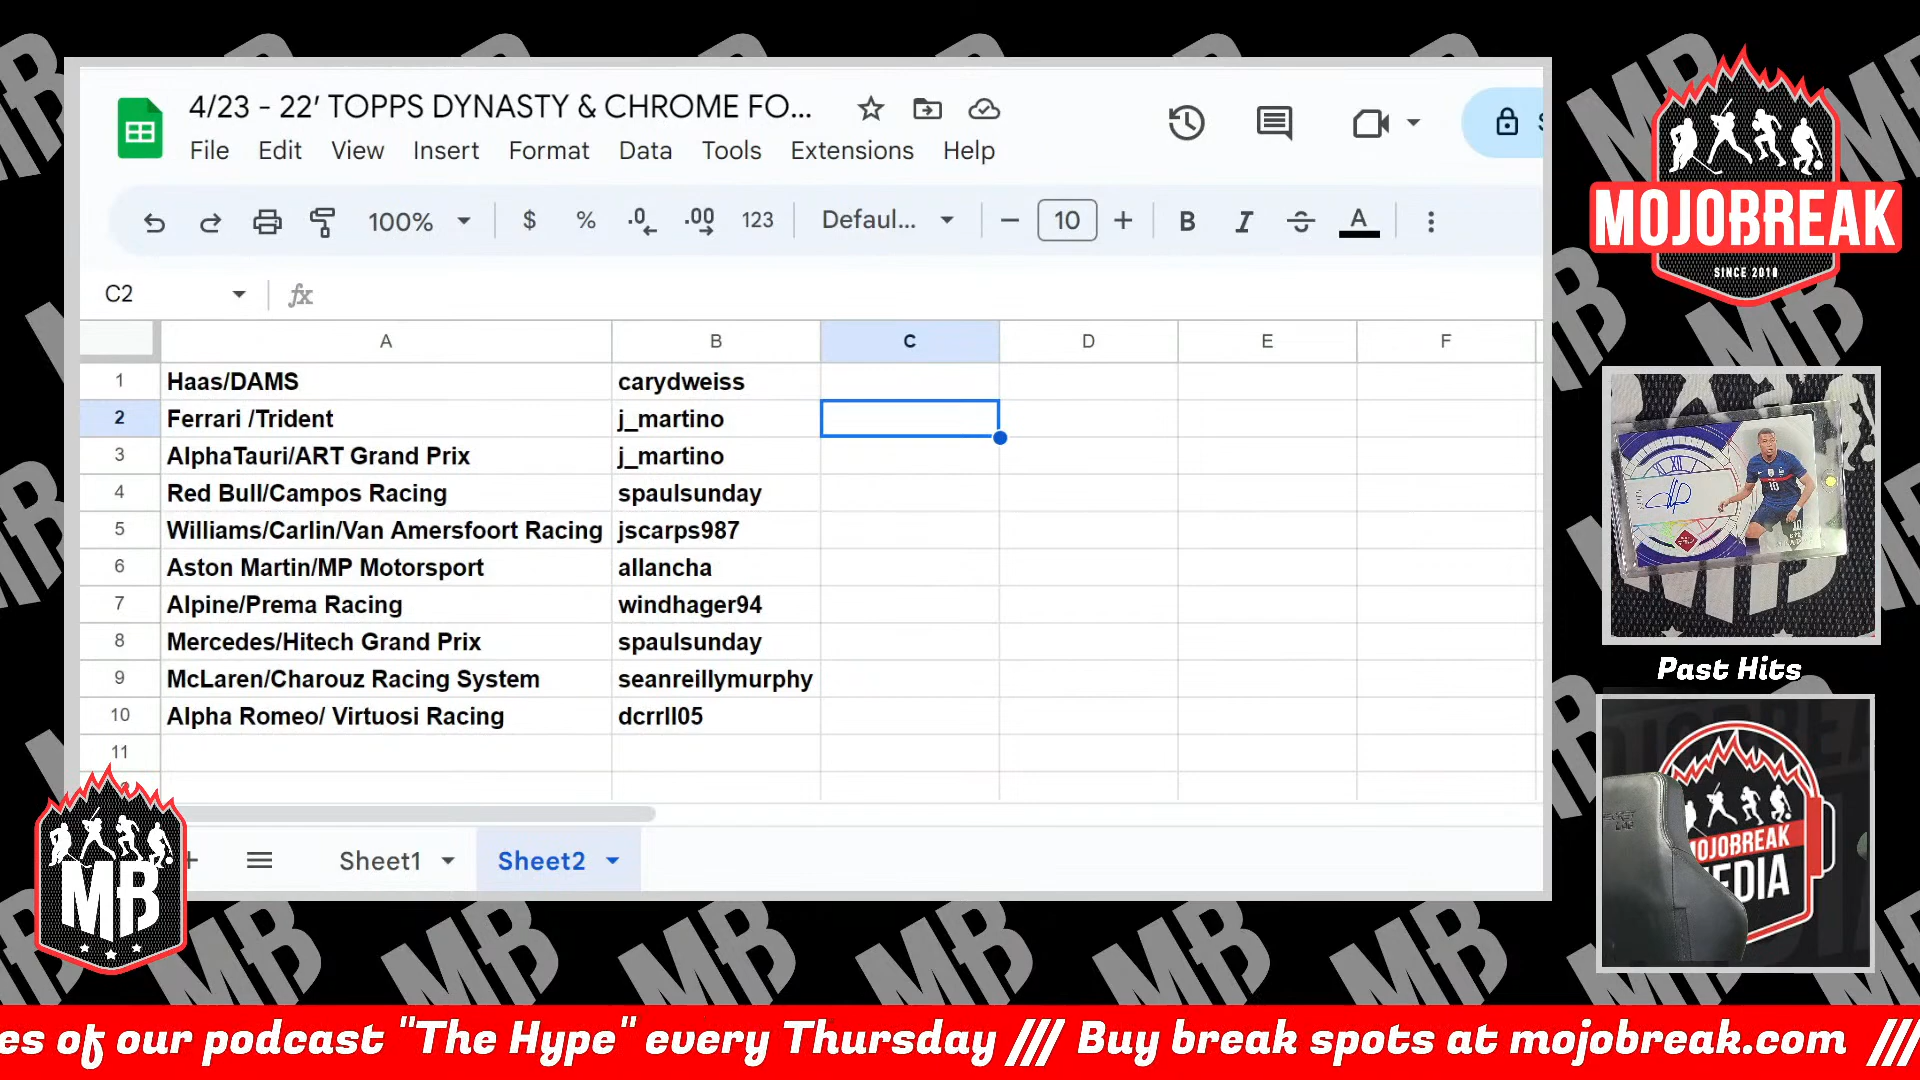 4/23 - 22′ TOPPS DYNASTY & CHROME FO...
File Edit View Insert Format Data Tools Extensions Help
100% $ % .0 .00 123 Defaul... − 10 + B I S A
C2 fx
A B C D E F
1 Haas/DAMS carydweiss
2 Ferrari /Trident j_martino
3 AlphaTauri/ART Grand Prix j_martino
4 Red Bull/Campos Racing spaulsunday
5 Williams/Carlin/Van Amersfoort Racing jscarps987
6 Aston Martin/MP Motorsport allancha
7 Alpine/Prema Racing windhager94
8 Mercedes/Hitech Grand Prix spaulsunday
9 McLaren/Charouz Racing System seanreillymurphy
10 Alpha Romeo/ Virtuosi Racing dcrrll05
11
Sheet1 Sheet2
MB
MOJOBREAK
SINCE 2010
Past Hits
MOJOBREAK
MEDIA
es of our podcast "The Hype" every Thursday /// Buy break spots at mojobreak.com ///